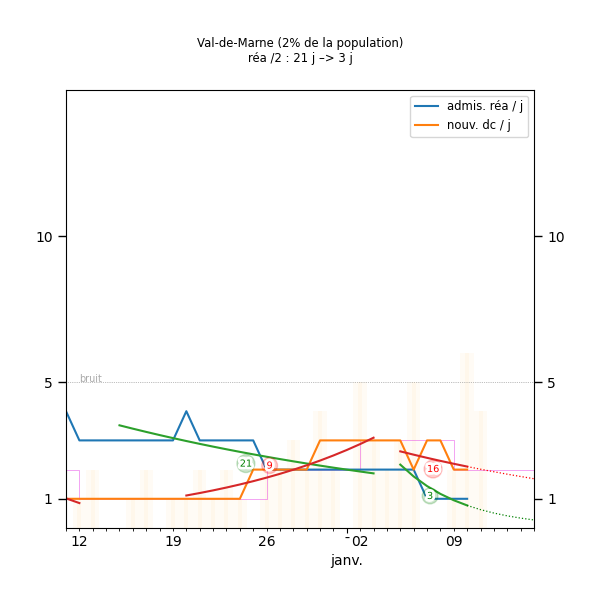 Val-de-Marne (2% de la population)
réa /2 : 21 j –> 3 j
admis. réa / j
nouv. dc / j
10
10
bruit
5
5
21
9
16
3
1
1
12
19
26
02
09
janv.